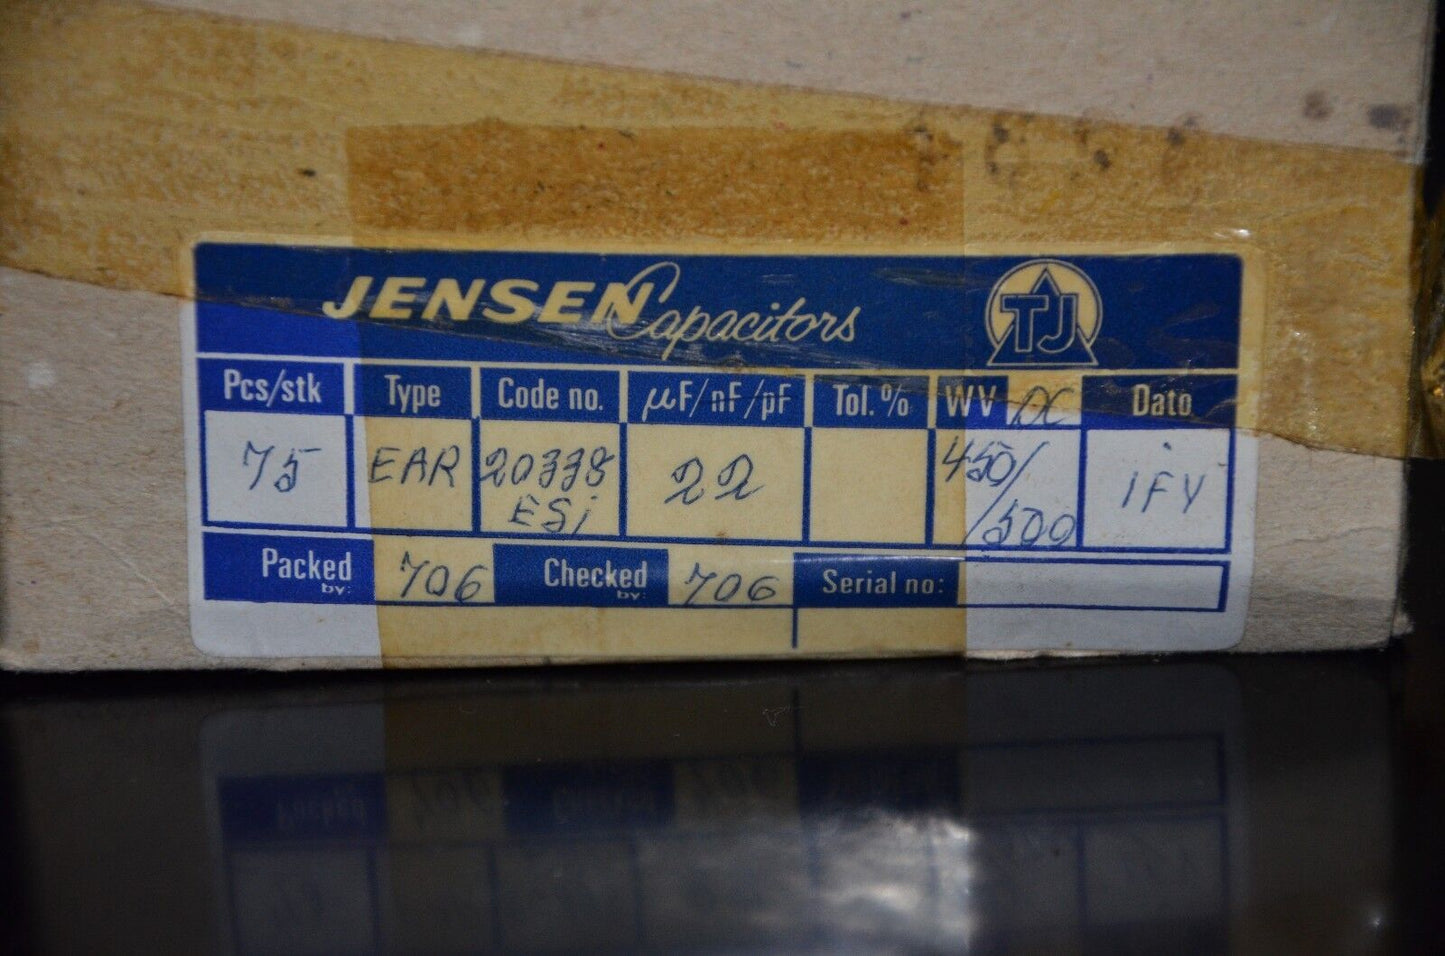 JENSEN Capacitors TJ
Pcs/stk Type Code no. µF/nF/pF Tol.% WV DC Dato
75 EAR 20338 22 450/ 1FY
ESi /500
Packed by: 706 Checked by: 706 Serial no: